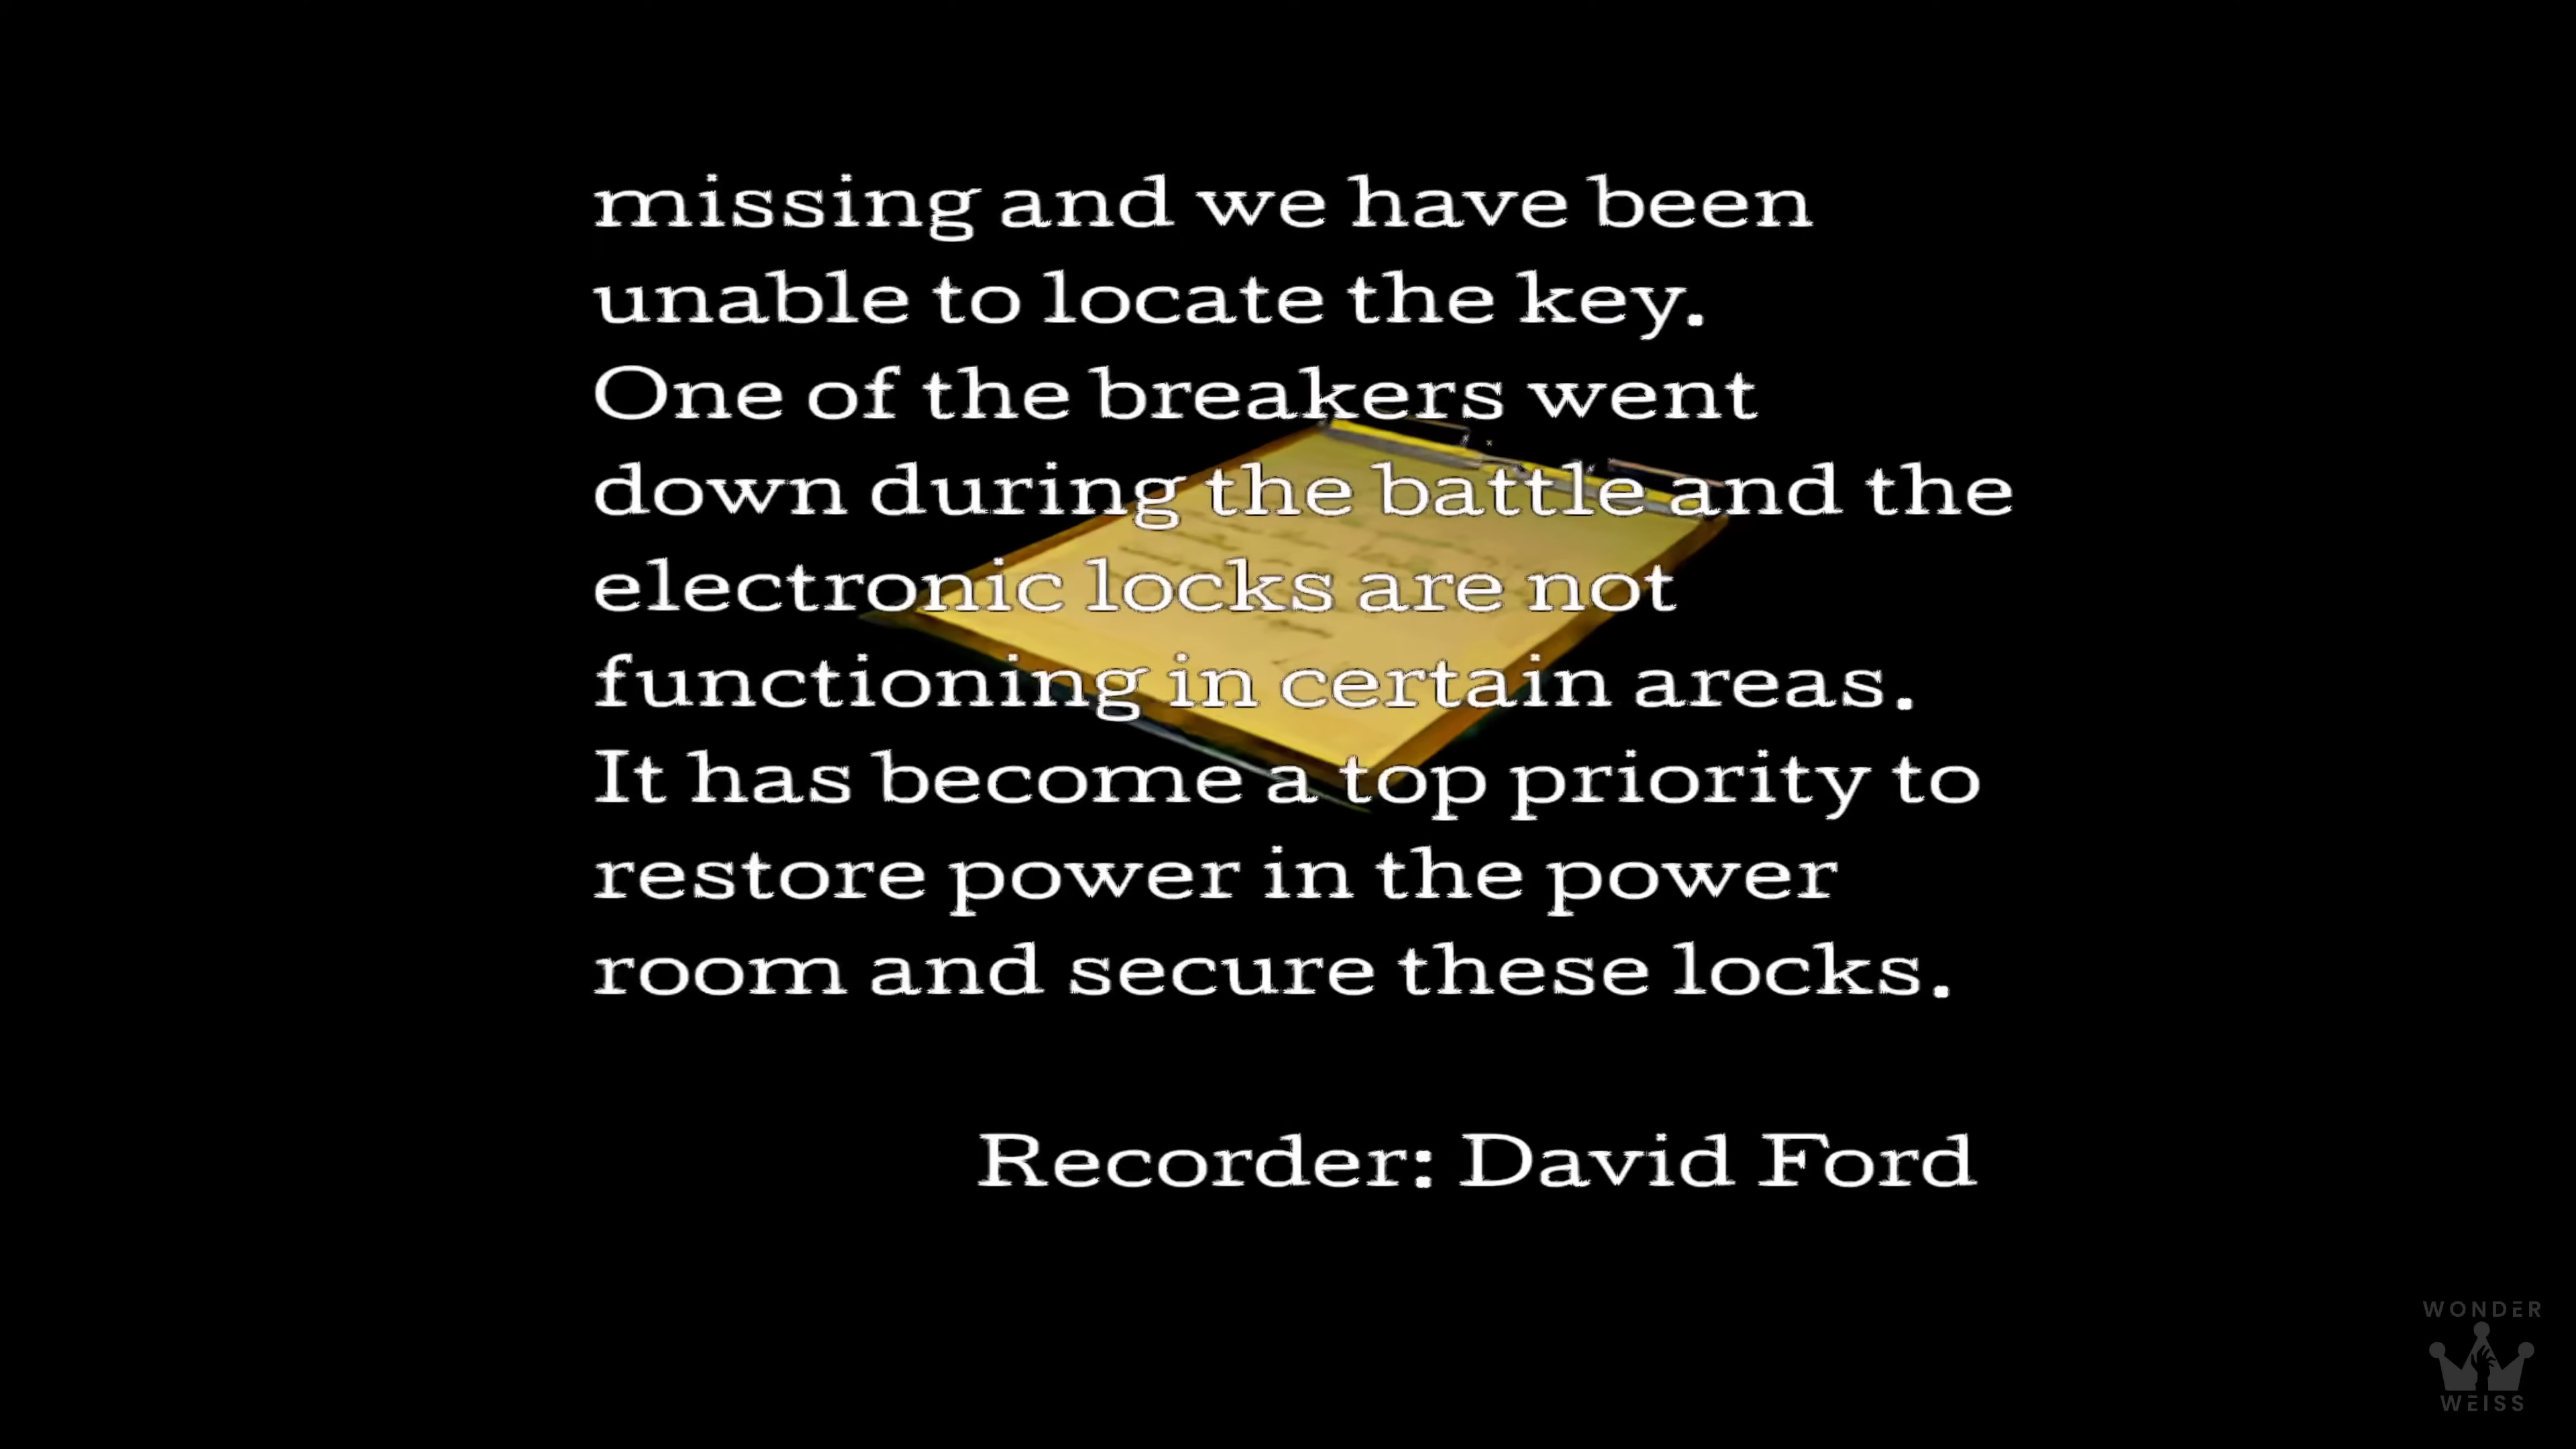 missing and we have been
unable to locate the key.
One of the breakers went
down during the battle and the
electronic locks are not
functioning in certain areas.
It has become a top priority to
restore power in the power
room and secure these locks.
Recorder: David Ford
WONDER
WEISS